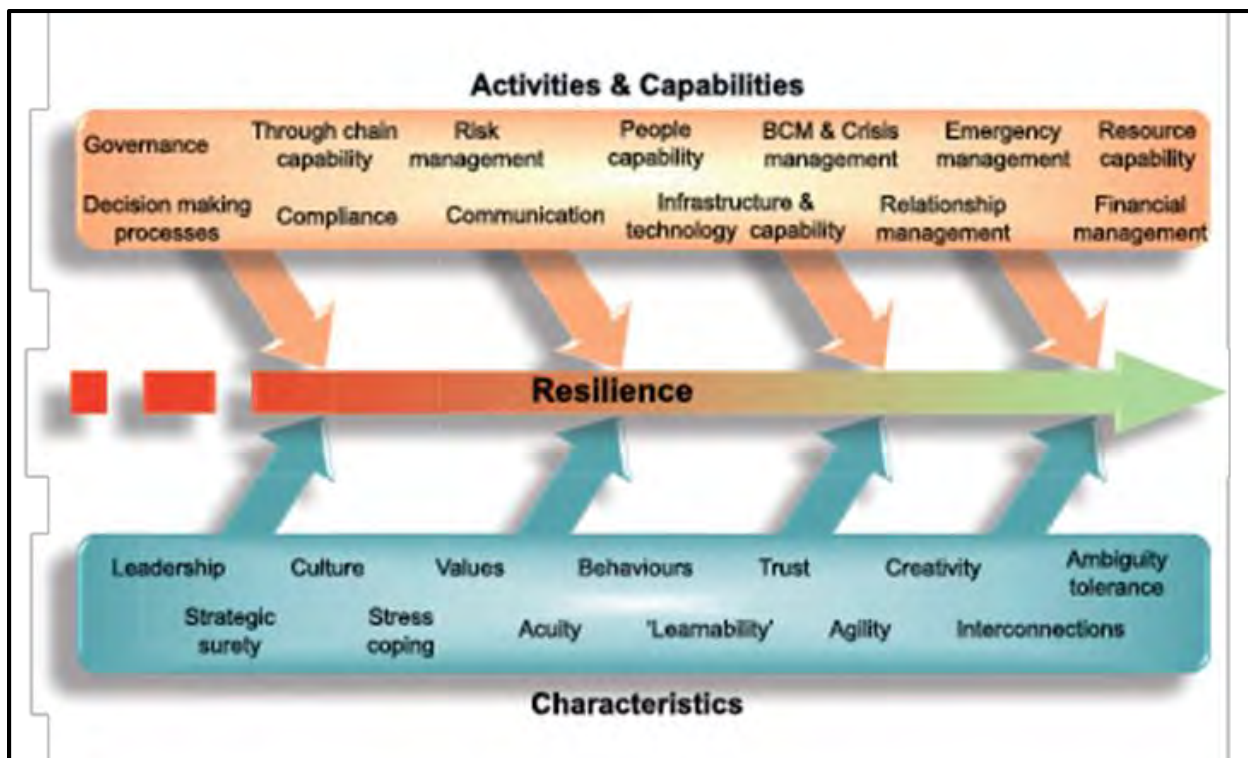 Activities & Capabilities
Governance
Through chain
capability
Risk
management
People
capability
BCM & Crisis
management
Emergency
management
Resource
capability
Decision making
processes
Compliance
Communication
Infrastructure &
technology capability
Relationship
management
Financial
management
Resilience
Leadership
Culture
Values
Behaviours
Trust
Creativity
Ambiguity
tolerance
Strategic
surety
Stress
coping
Acuity
'Learnability'
Agility
Interconnections
Characteristics